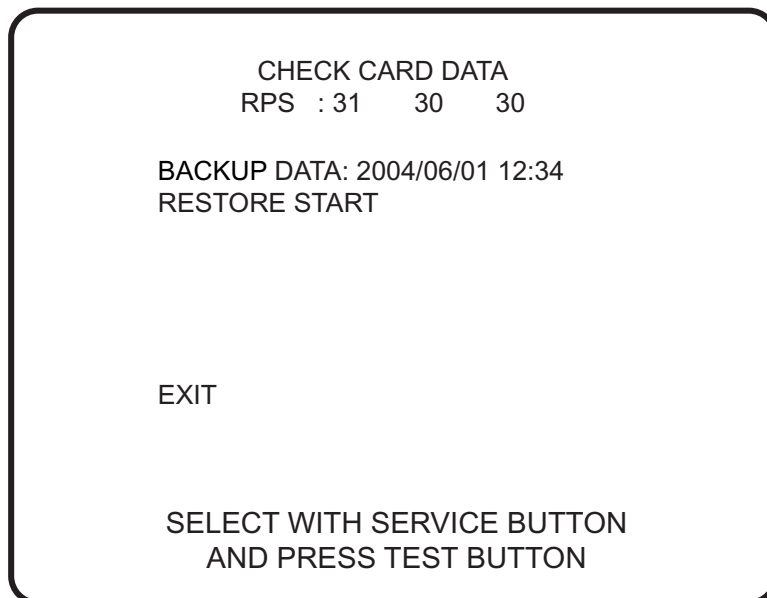 CHECK CARD DATA
RPS : 31 30 30
BACKUP DATA: 2004/06/01 12:34
RESTORE START
EXIT
SELECT WITH SERVICE BUTTON
AND PRESS TEST BUTTON